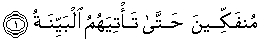 مُنفَكِّينَ حَتَّىٰ تَأْتِيَهُمُ ٱلْبَيِّنَةُ ﴿١﴾